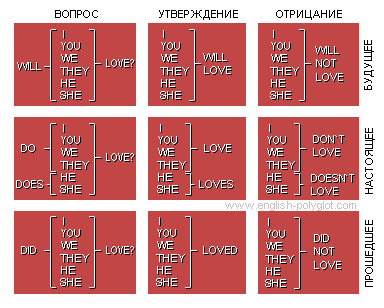 ВОПРОС УТВЕРЖДЕНИЕ ОТРИЦАНИЕ
WILL
I
YOU
WE
THEY
HE
SHE
LOVE?
I
YOU
WE
THEY
HE
SHE
WILL
LOVE
I
YOU
WE
THEY
HE
SHE
WILL
NOT
LOVE
БУДУЩЕЕ
DO
DOES
I
YOU
WE
THEY
HE
SHE
LOVE?
I
YOU
WE
THEY
HE
SHE
LOVE
LOVES
I
YOU
WE
THEY
HE
SHE
DON'T
LOVE
DOESN'T
LOVE
НАСТОЯЩЕЕ
www.english-polyglot.com
DID
I
YOU
WE
THEY
HE
SHE
LOVE?
I
YOU
WE
THEY
HE
SHE
LOVED
I
YOU
WE
THEY
HE
SHE
DID
NOT
LOVE
ПРОШЕДШЕЕ